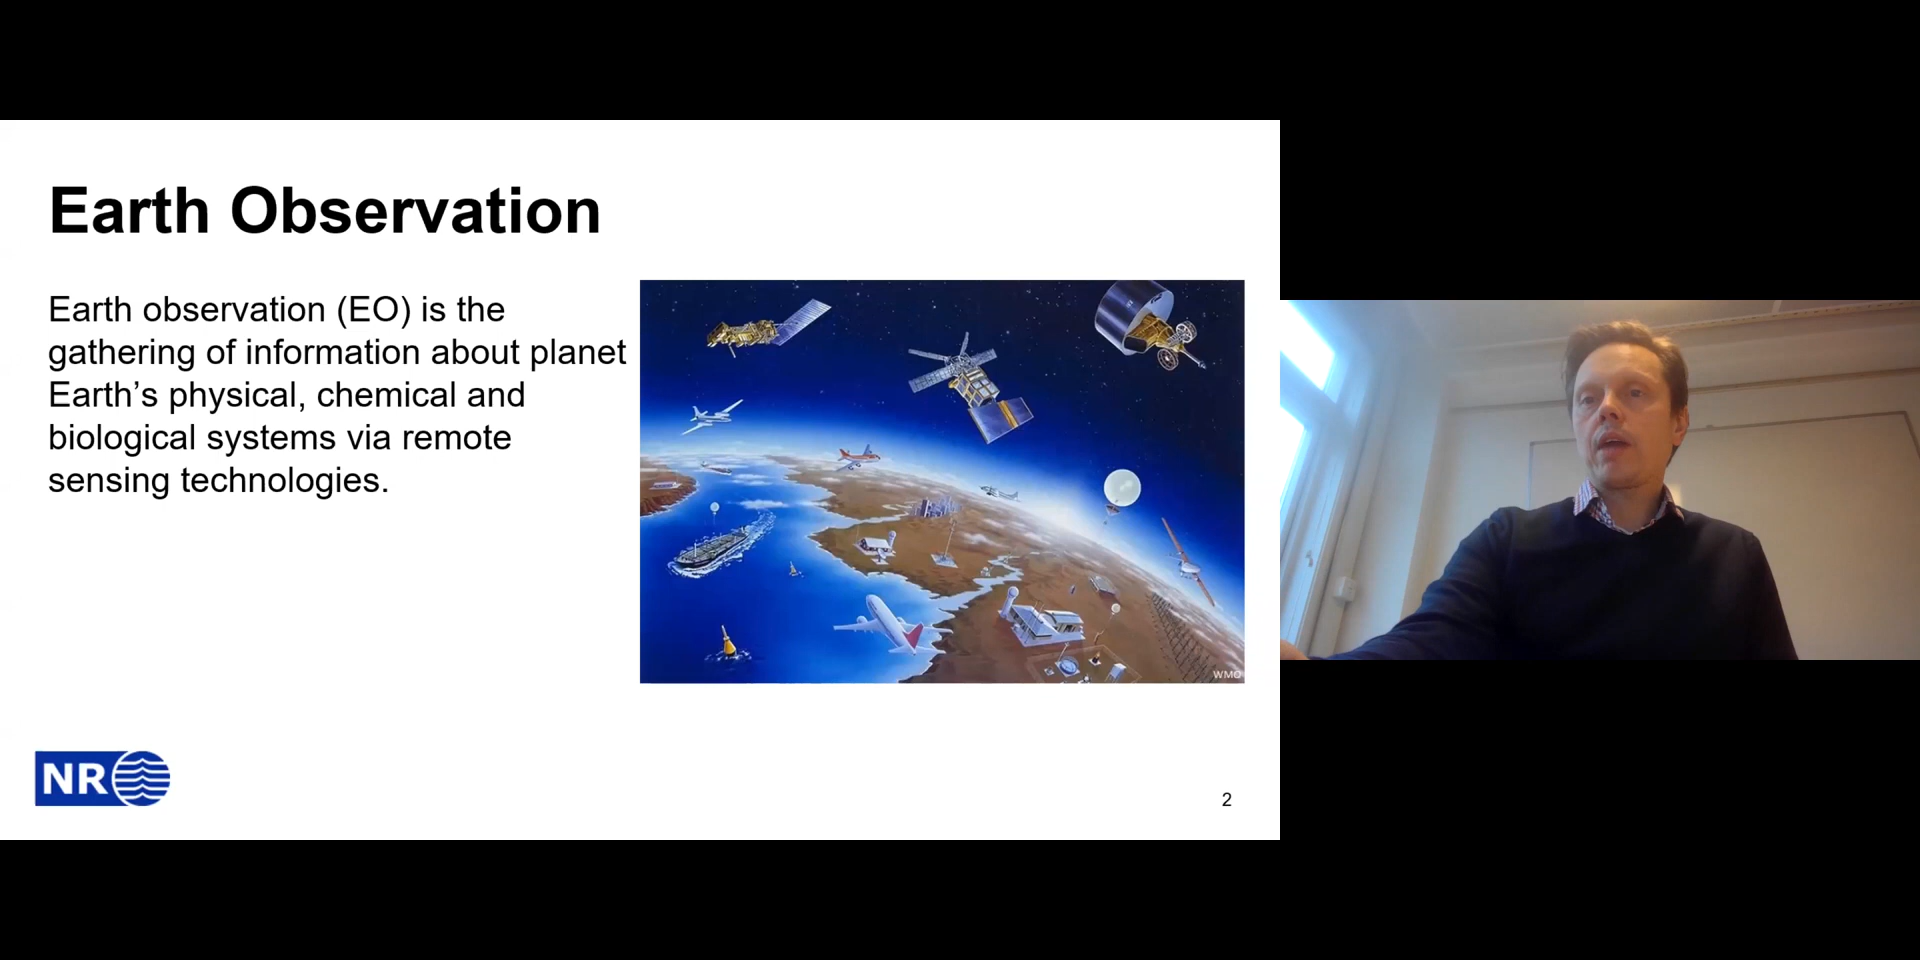 Earth Observation
Earth observation (EO) is the
gathering of information about planet
Earth’s physical, chemical and
biological systems via remote
sensing technologies.
WMO
NR
2